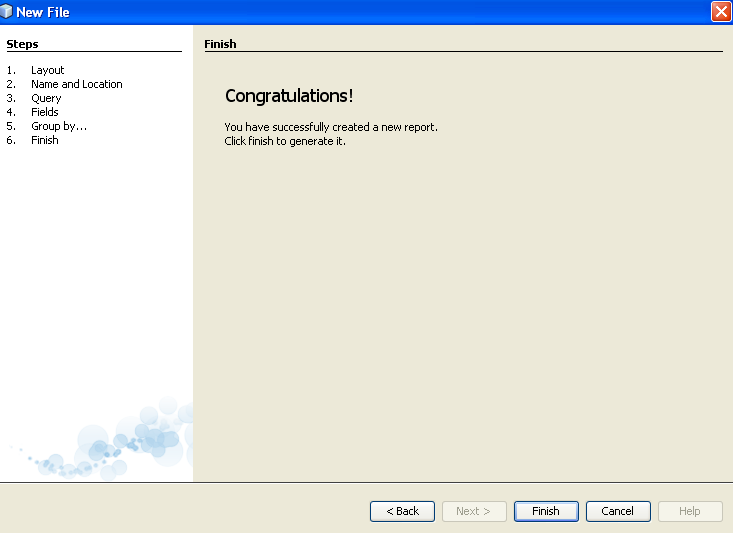 New File
Steps
1. Layout
2. Name and Location
3. Query
4. Fields
5. Group by...
6. Finish
Finish
Congratulations!
You have successfully created a new report.
Click finish to generate it.
< Back Next > Finish Cancel Help